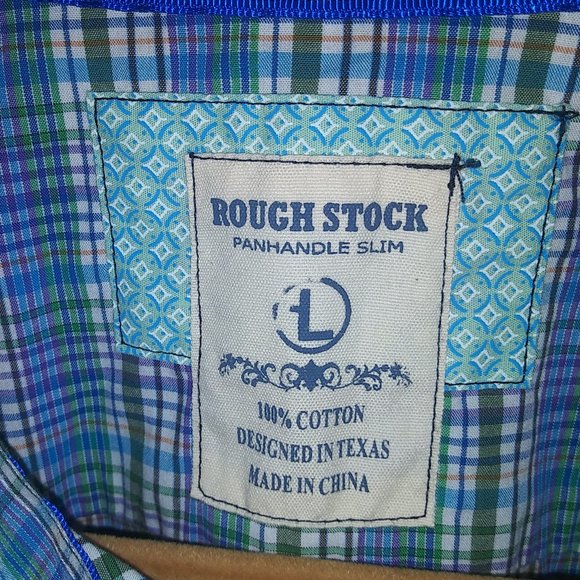 ROUGH STOCK
PANHANDLE SLIM
L
100% COTTON
DESIGNED IN TEXAS
MADE IN CHINA